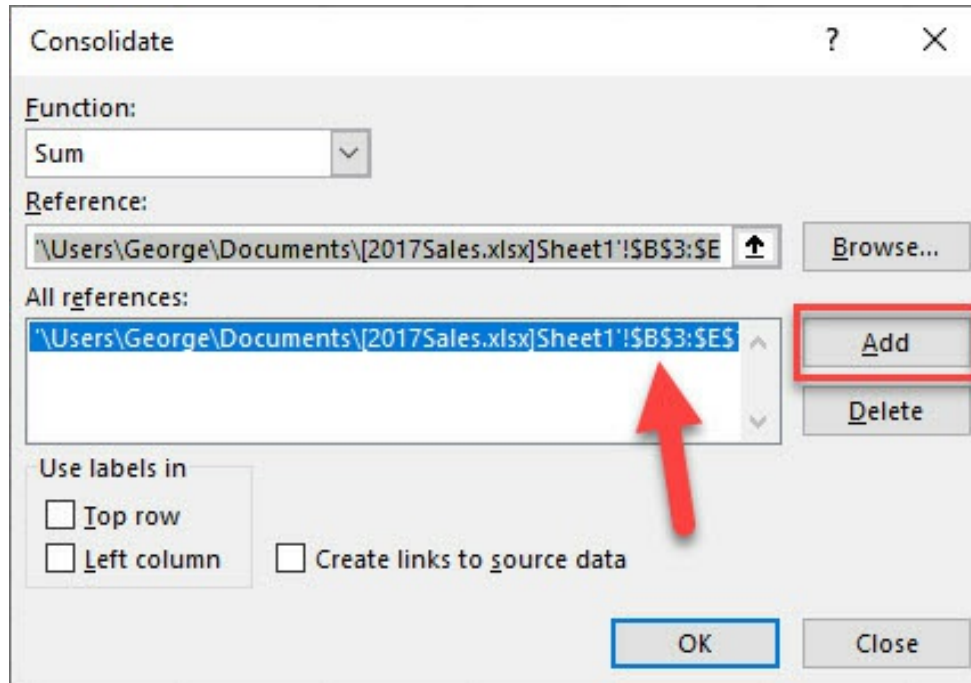 Consolidate ?
Function:
Sum
Reference:
'\Users\George\Documents\[2017Sales.xlsx]Sheet1'!$B$3:$E Browse...
All references:
'\Users\George\Documents\[2017Sales.xlsx]Sheet1'!$B$3:$E$ Add
Delete
Use labels in
Top row
Left column Create links to source data
OK Close